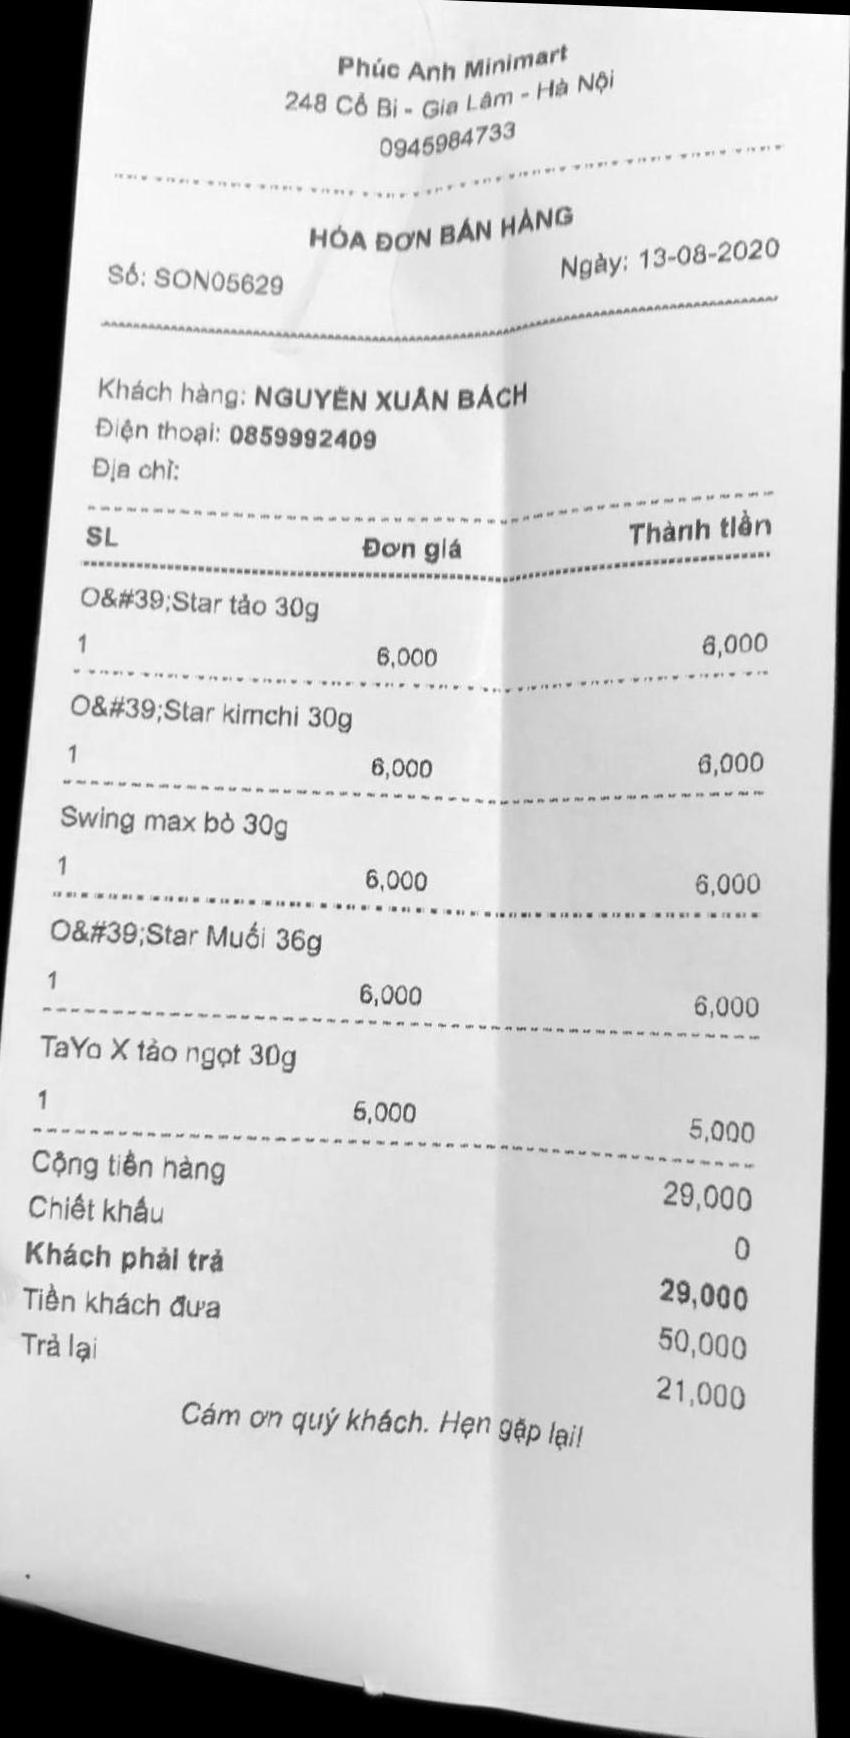 Phúc Anh Minimart
248 Cổ Bi - Gia Lâm - Hà Nội
0945984733
HÓA ĐƠN BÁN HÀNG
Số: SON05629 Ngày: 13-08-2020
Khách hàng: NGUYỄN XUÂN BÁCH
Điện thoại: 0859992409
Địa chỉ:
SL Đơn giá Thành tiền
O&#39;Star tảo 30g
1 6,000 6,000
O&#39;Star kimchi 30g
1 6,000 6,000
Swing max bò 30g
1 6,000 6,000
O&#39;Star Muối 36g
1 6,000 6,000
TaYo X tảo ngọt 30g
1 5,000 5,000
Cộng tiền hàng 29,000
Chiết khấu 0
Khách phải trả 29,000
Tiền khách đưa 50,000
Trả lại 21,000
Cám ơn quý khách. Hẹn gặp lại!